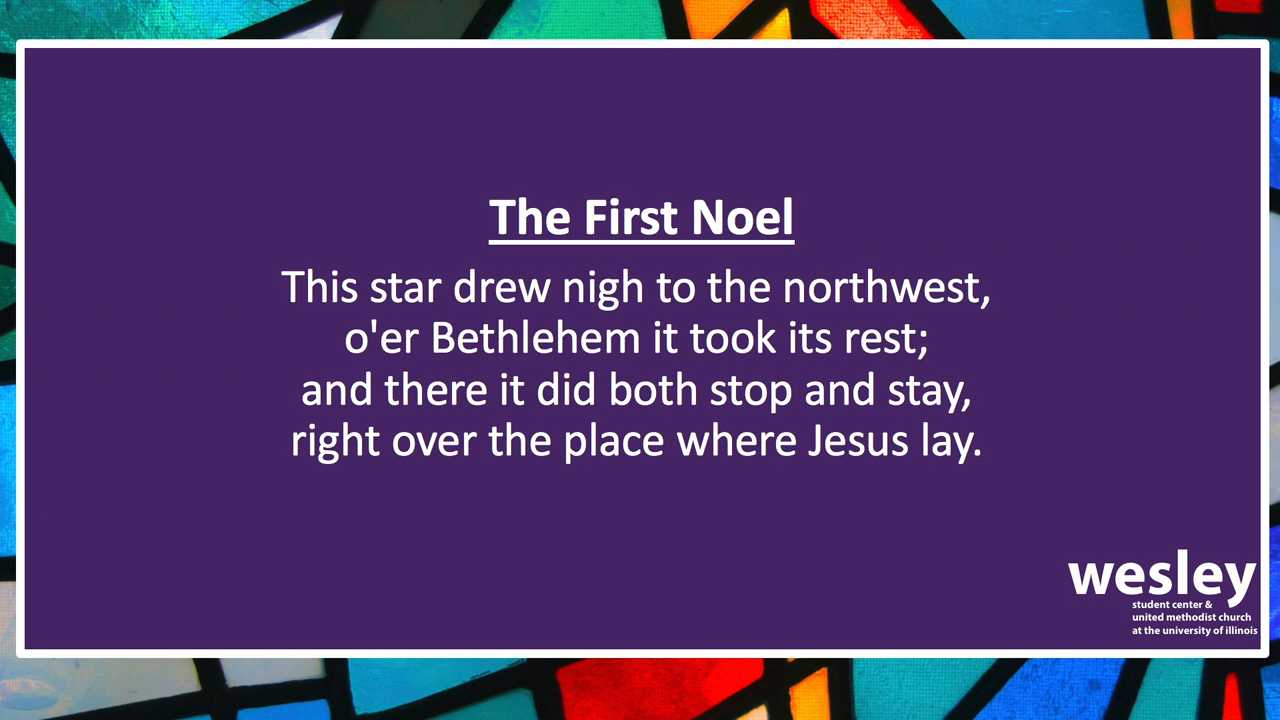 The First Noel
This star drew nigh to the northwest,
o'er Bethlehem it took its rest;
and there it did both stop and stay,
right over the place where Jesus lay.
wesley
student center &
united methodist church
at the university of illinois